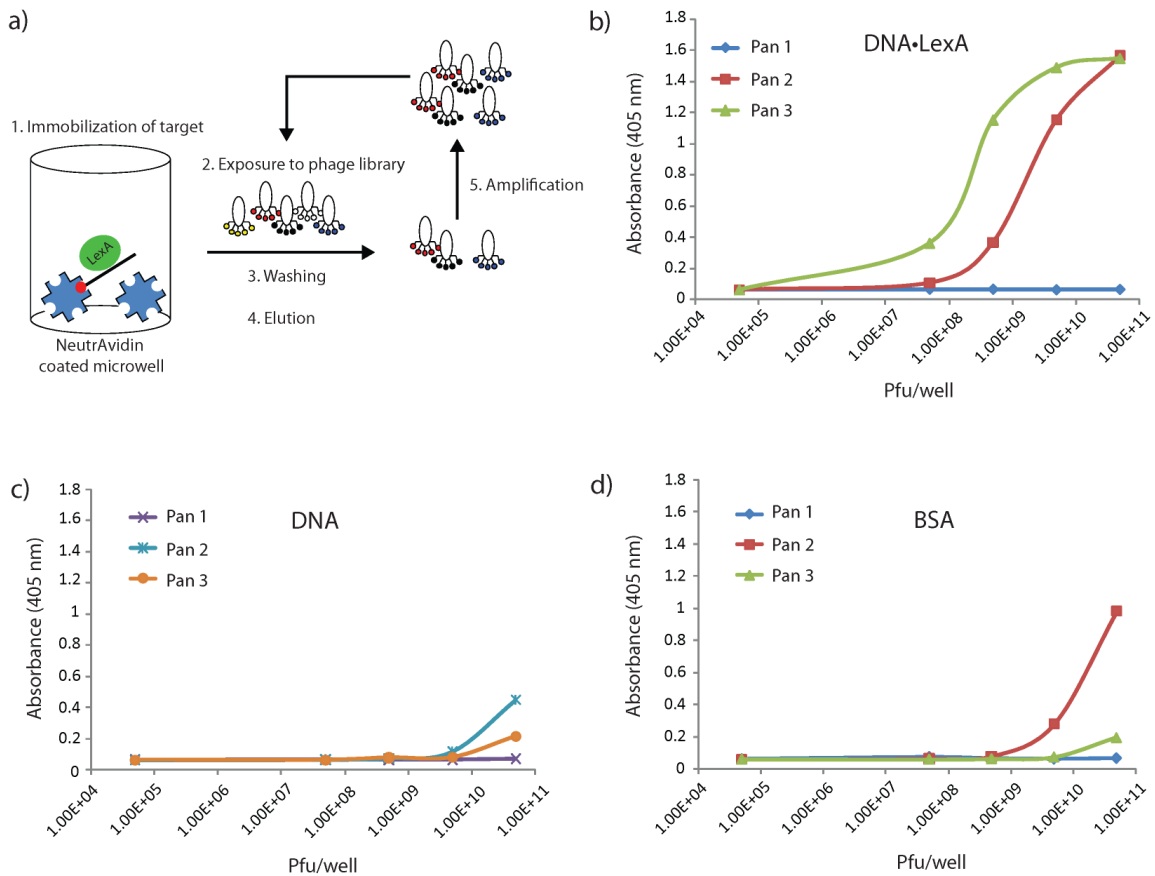 a)
1. Immobilization of target
LexA
NeutrAvidin
coated microwell
2. Exposure to phage library
3. Washing
4. Elution
5. Amplification
b)
DNA•LexA
Pan 1
Pan 2
Pan 3
Absorbance (405 nm)
1.8
1.6
1.4
1.2
1
0.8
0.6
0.4
0.2
0
1.00E+04
1.00E+05
1.00E+06
1.00E+07
1.00E+08
1.00E+09
1.00E+10
1.00E+11
Pfu/well
c)
DNA
Pan 1
Pan 2
Pan 3
Absorbance (405 nm)
1.8
1.6
1.4
1.2
1
0.8
0.6
0.4
0.2
0
1.00E+04
1.00E+05
1.00E+06
1.00E+07
1.00E+08
1.00E+09
1.00E+10
1.00E+11
Pfu/well
d)
BSA
Pan 1
Pan 2
Pan 3
Absorbance (405 nm)
1.8
1.6
1.4
1.2
1
0.8
0.6
0.4
0.2
0
1.00E+04
1.00E+05
1.00E+06
1.00E+07
1.00E+08
1.00E+09
1.00E+10
1.00E+11
Pfu/well